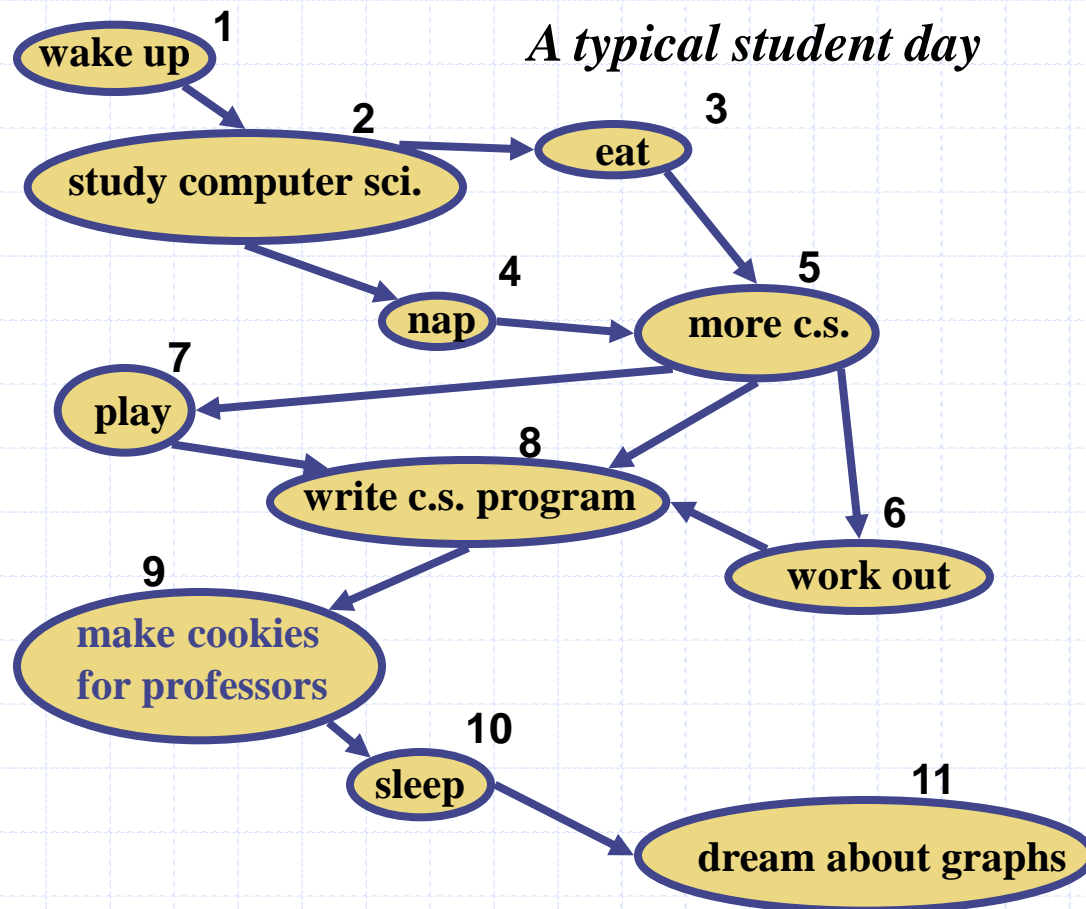 A typical student day
1
wake up
2
study computer sci.
3
eat
4
nap
5
more c.s.
7
play
8
write c.s. program
6
work out
9
make cookies
for professors
10
sleep
11
dream about graphs